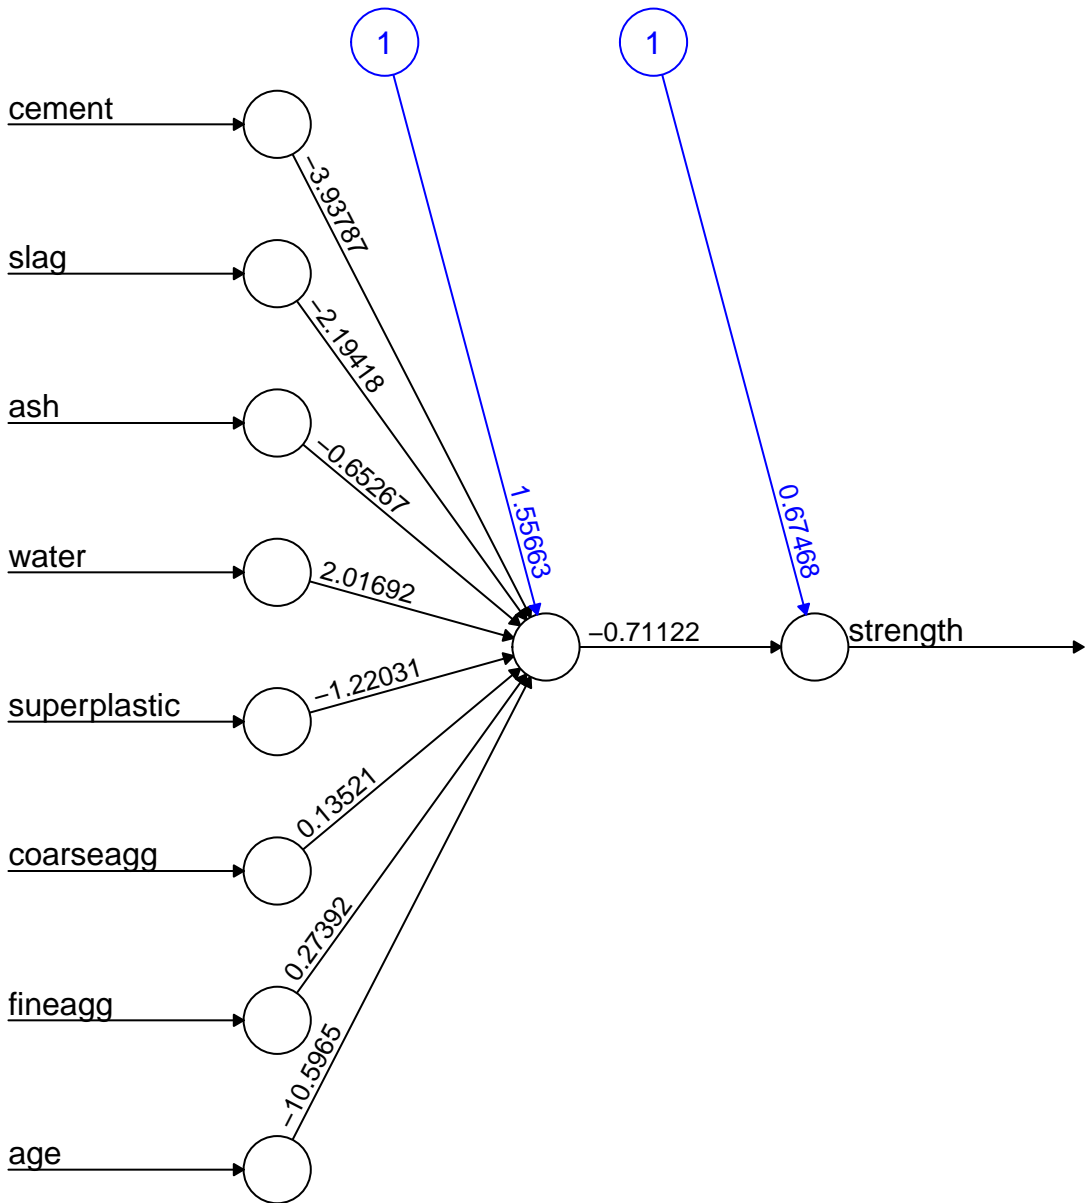 1
1
cement
−3.93787
slag
−2.19418
ash
−0.65267
1.55663
0.67468
water
2.01692
−0.71122
strength
superplastic
−1.22031
coarseagg
0.13521
fineagg
0.27392
age
−10.5965